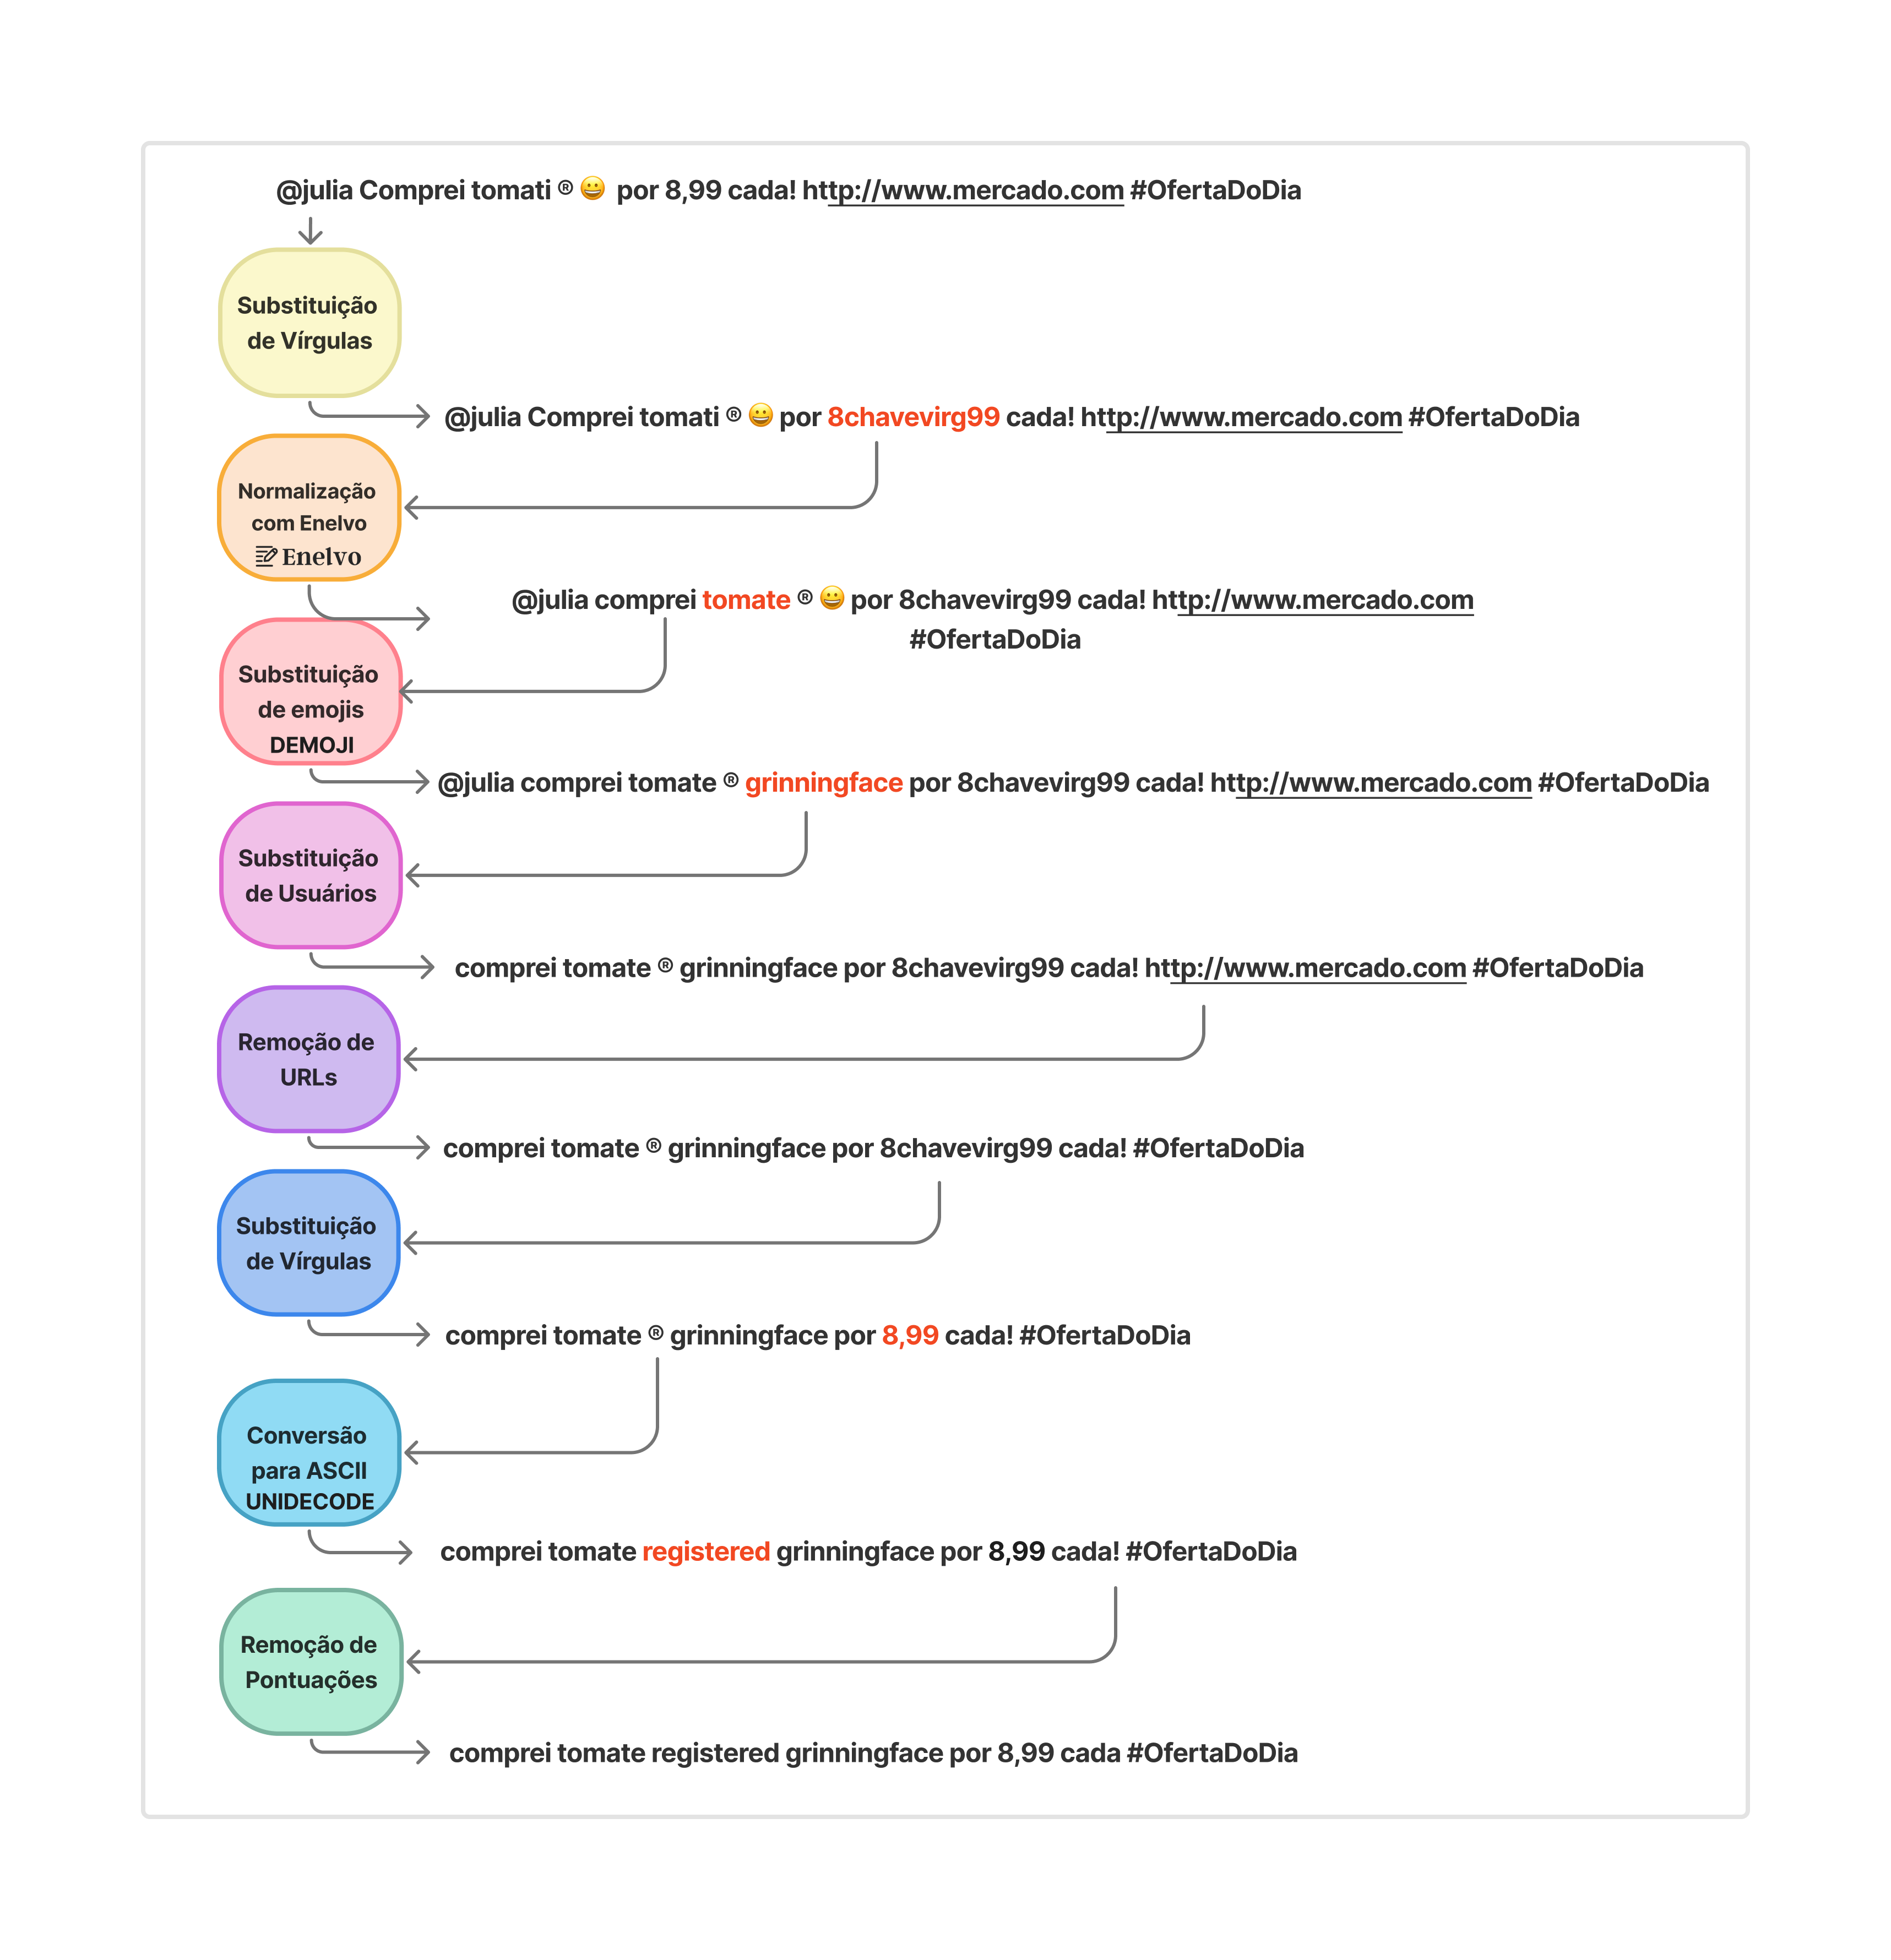 @julia Comprei tomati ® 😀 por 8,99 cada! http://www.mercado.com #OfertaDoDia
Substituição
de Vírgulas
@julia Comprei tomati ® 😀 por 8chavevirg99 cada! http://www.mercado.com #OfertaDoDia
Normalização
com Enelvo
Enelvo
@julia comprei tomate ® 😀 por 8chavevirg99 cada! http://www.mercado.com
#OfertaDoDia
Substituição
de emojis
DEMOJI
@julia comprei tomate ® grinningface por 8chavevirg99 cada! http://www.mercado.com #OfertaDoDia
Substituição
de Usuários
comprei tomate ® grinningface por 8chavevirg99 cada! http://www.mercado.com #OfertaDoDia
Remoção de
URLs
comprei tomate ® grinningface por 8chavevirg99 cada! #OfertaDoDia
Substituição
de Vírgulas
comprei tomate ® grinningface por 8,99 cada! #OfertaDoDia
Conversão
para ASCII
UNIDECODE
comprei tomate registered grinningface por 8,99 cada! #OfertaDoDia
Remoção de
Pontuações
comprei tomate registered grinningface por 8,99 cada #OfertaDoDia